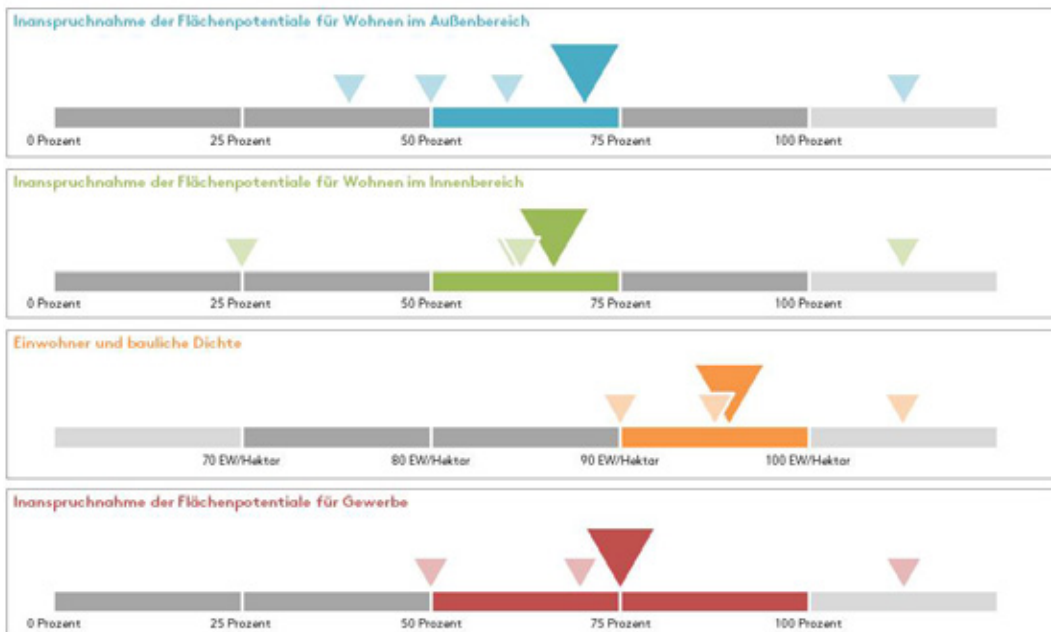 Inanspruchnahme der Flächenpotentiale für Wohnen im Außenbereich
0 Prozent 25 Prozent 50 Prozent 75 Prozent 100 Prozent
Inanspruchnahme der Flächenpotentiale für Wohnen im Innenbereich
0 Prozent 25 Prozent 50 Prozent 75 Prozent 100 Prozent
Einwohner und bauliche Dichte
70 EW/Hektar 80 EW/Hektar 90 EW/Hektar 100 EW/Hektar
Inanspruchnahme der Flächenpotentiale für Gewerbe
0 Prozent 25 Prozent 50 Prozent 75 Prozent 100 Prozent